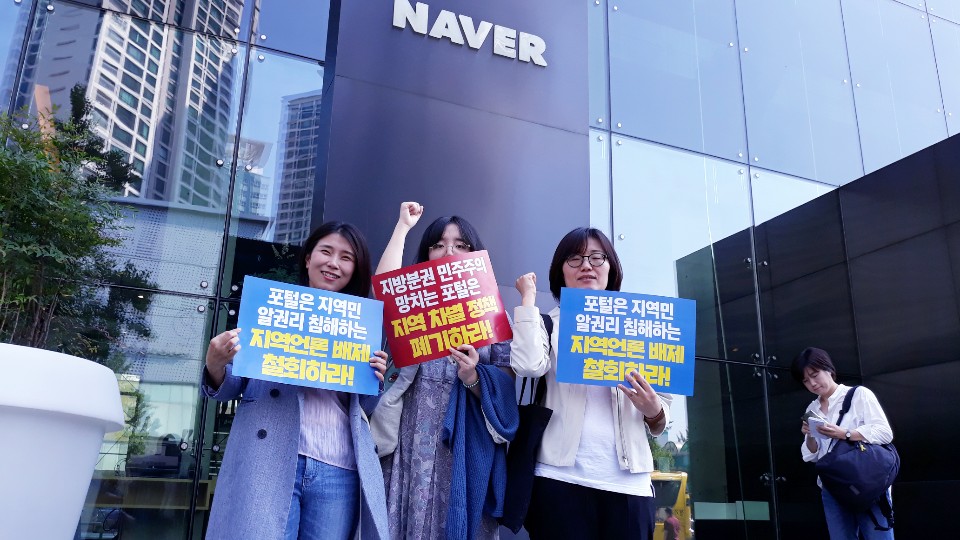 NAVER
포털은 지역민
알권리 침해하는
지역언론 배제
철회하라!
지방분권 민주주의
망치는 포털은
지역 차별 정책
폐기하라!
포털은 지역민
알권리 침해하는
지역언론 배제
철회하라!